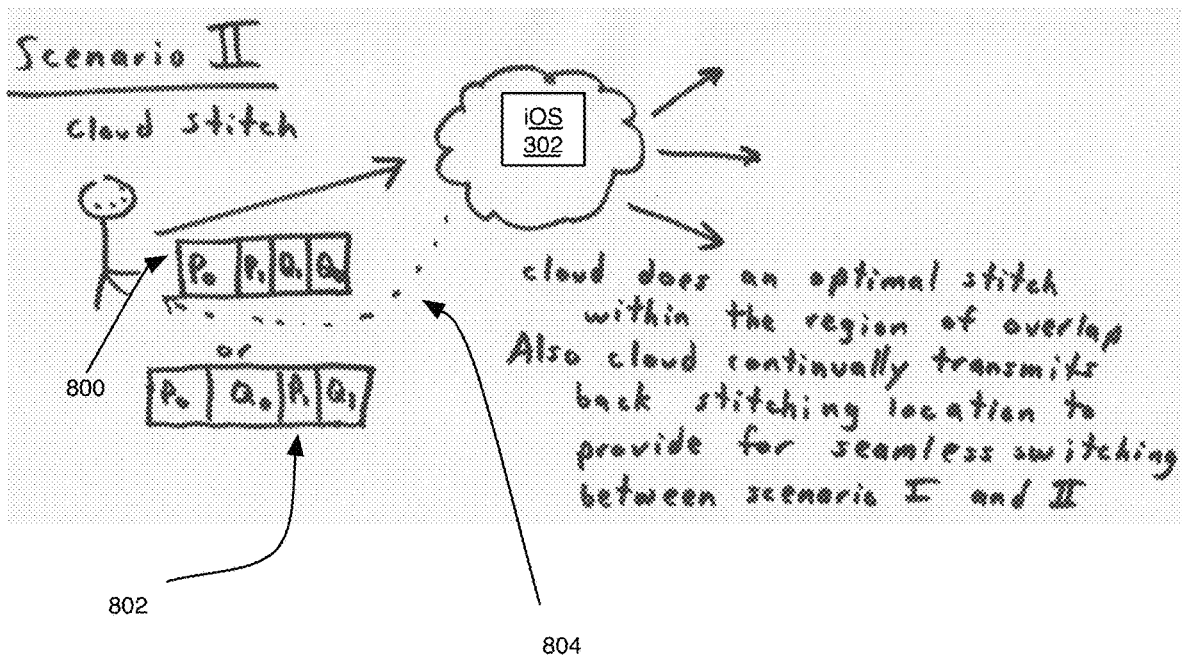 Scenario II
cloud stitch
iOS
302
P₀ P₁ Q₁ Q₀
or
P₀ Q₀ P₁ Q₁
800
cloud does an optimal stitch
within the region of overlap
Also cloud continually transmits
back stitching location to
provide for seamless switching
between scenario I and II
802
804